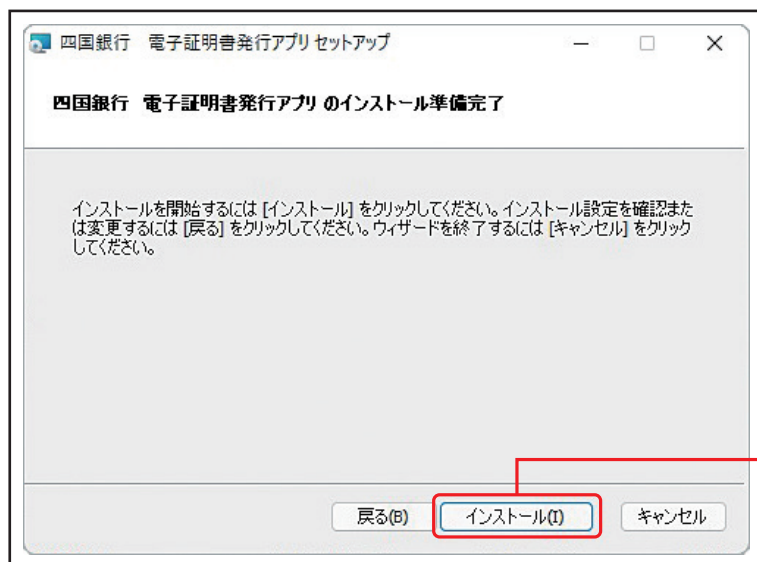 四国銀行　電子証明書発行アプリ セットアップ
四国銀行　電子証明書発行アプリ のインストール準備完了
インストールを開始するには [インストール] をクリックしてください。インストール設定を確認また
は変更するには [戻る] をクリックしてください。ウィザードを終了するには [キャンセル] をクリック
してください。
戻る(B) インストール(I) キャンセル